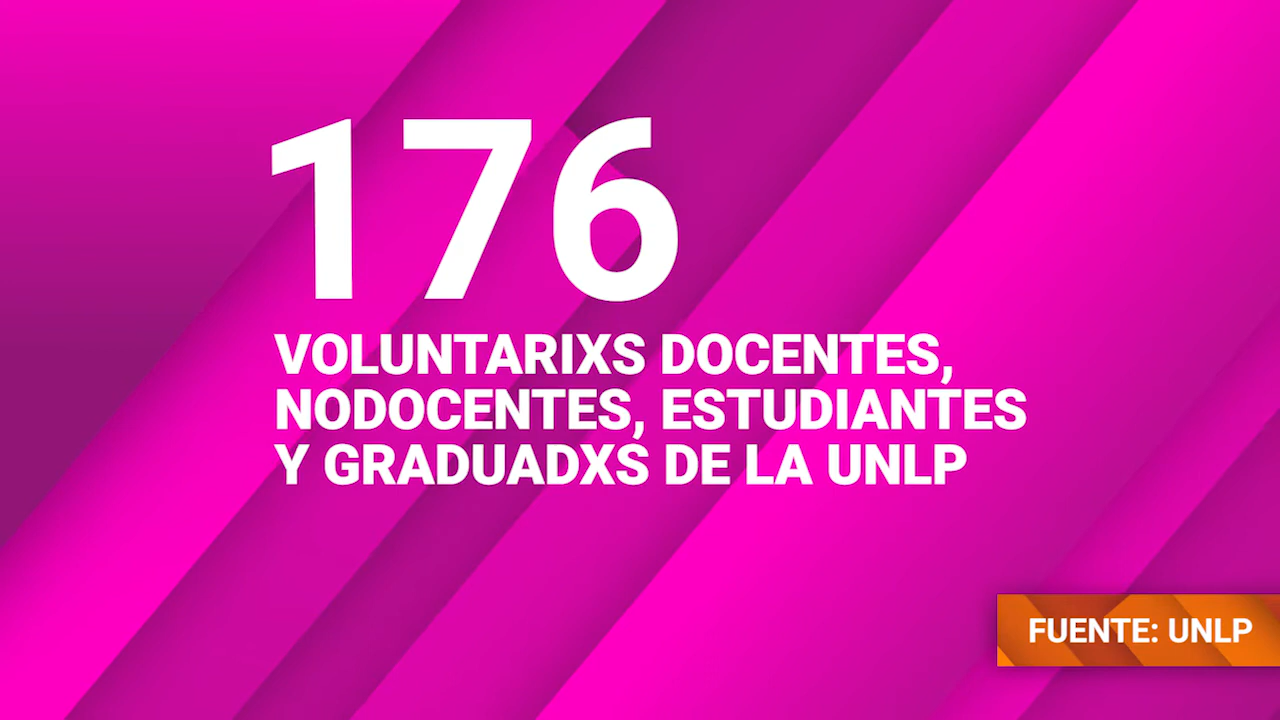 176
VOLUNTARIXS DOCENTES,
NODOCENTES, ESTUDIANTES
Y GRADUADXS DE LA UNLP
FUENTE: UNLP